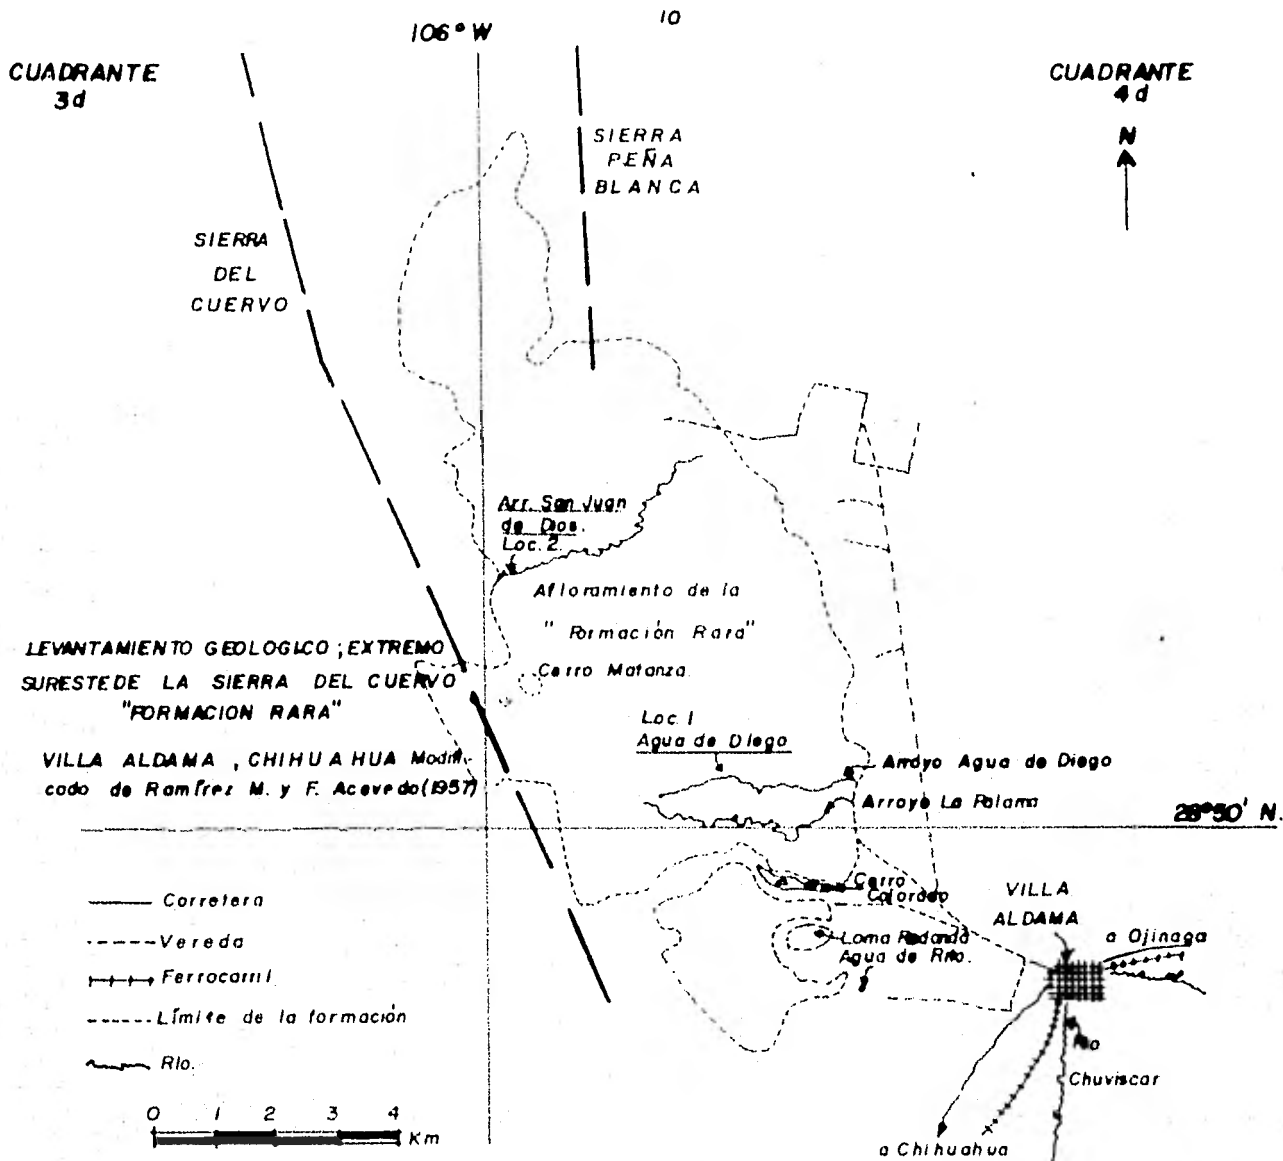 10
106° W
CUADRANTE
3d
CUADRANTE
4d
N
SIERRA
PEÑA
BLANCA
SIERRA
DEL
CUERVO
Arr. San Juan
de Dios.
Loc. 2.
Afloramiento de la
"Formación Rara"
Cerro Matanza.
LEVANTAMIENTO GEOLOGICO; EXTREMO
SURESTE DE LA SIERRA DEL CUERVO
"FORMACION RARA"
VILLA ALDAMA, CHIHUAHUA Modifi-
cado de Ramírez M. y F. Acevedo (1957)
Loc. 1
Agua de Diego
Arroyo Agua de Diego
Arroyo La Polama
28°50' N.
Cerro
Colorado
VILLA
ALDAMA
a Ojinaga
Loma Redonda
Agua de
Carretera
Vereda
Ferrocarril
Límite de la formación
Río.
Río
Chuviscar
0 1 2 3 4
Km
a Chihuahua